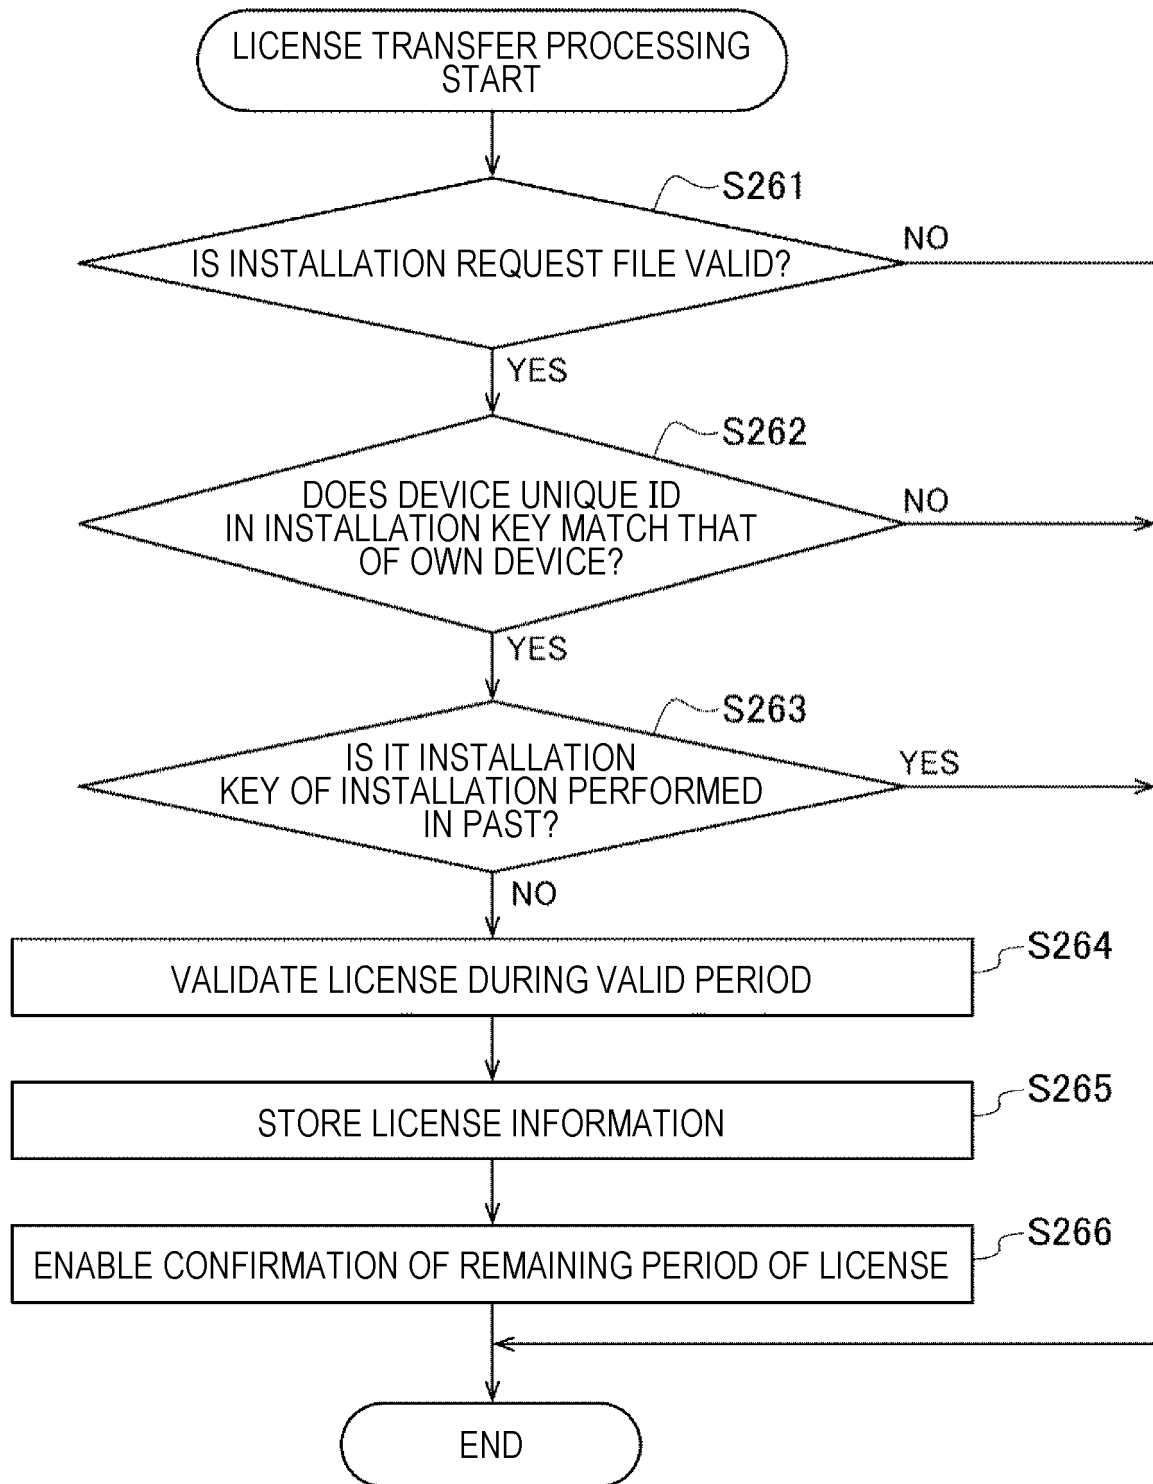 LICENSE TRANSFER PROCESSING
START
S261
IS INSTALLATION REQUEST FILE VALID?
NO
YES
S262
DOES DEVICE UNIQUE ID
IN INSTALLATION KEY MATCH THAT
OF OWN DEVICE?
NO
YES
S263
IS IT INSTALLATION
KEY OF INSTALLATION PERFORMED
IN PAST?
YES
NO
S264
VALIDATE LICENSE DURING VALID PERIOD
S265
STORE LICENSE INFORMATION
S266
ENABLE CONFIRMATION OF REMAINING PERIOD OF LICENSE
END